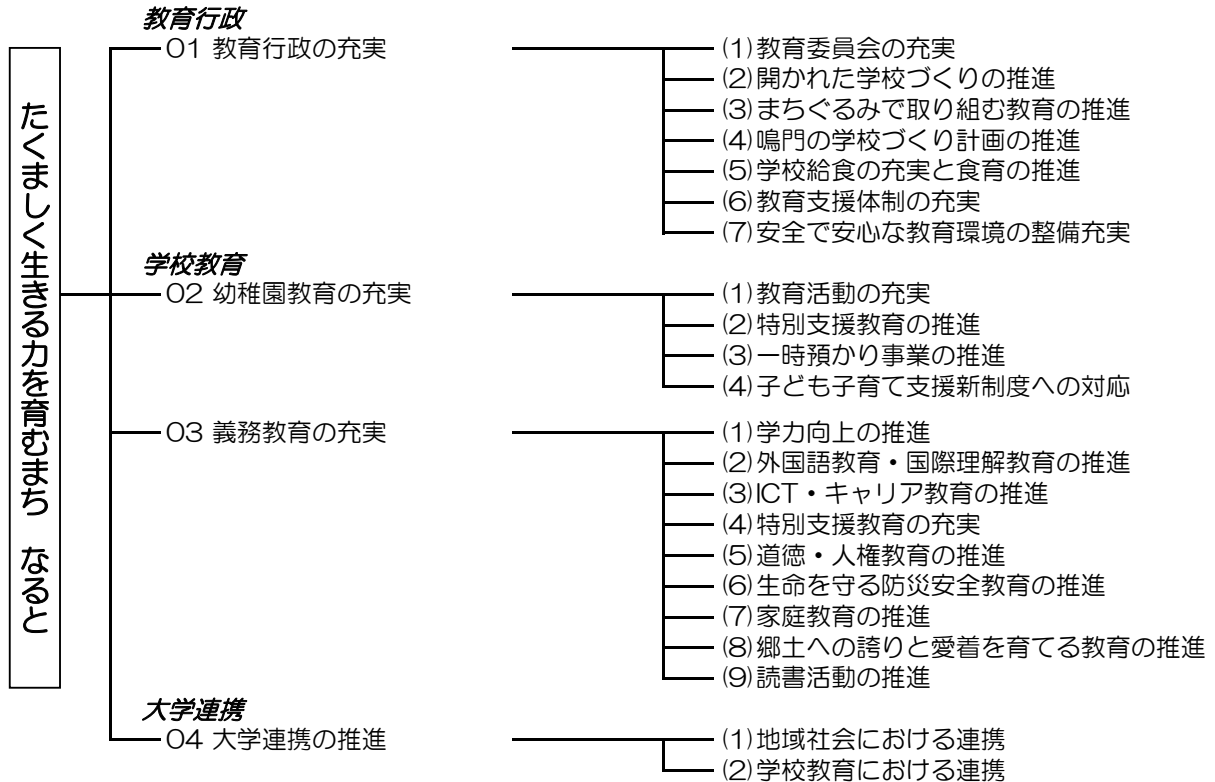 たくましく生きる力を育むまち　なると
教育行政
01 教育行政の充実
(1)教育委員会の充実
(2)開かれた学校づくりの推進
(3)まちぐるみで取り組む教育の推進
(4)鳴門の学校づくり計画の推進
(5)学校給食の充実と食育の推進
(6)教育支援体制の充実
(7)安全で安心な教育環境の整備充実
学校教育
02 幼稚園教育の充実
(1)教育活動の充実
(2)特別支援教育の推進
(3)一時預かり事業の推進
(4)子ども子育て支援新制度への対応
03 義務教育の充実
(1)学力向上の推進
(2)外国語教育・国際理解教育の推進
(3)ICT・キャリア教育の推進
(4)特別支援教育の充実
(5)道徳・人権教育の推進
(6)生命を守る防災安全教育の推進
(7)家庭教育の推進
(8)郷土への誇りと愛着を育てる教育の推進
(9)読書活動の推進
大学連携
04 大学連携の推進
(1)地域社会における連携
(2)学校教育における連携